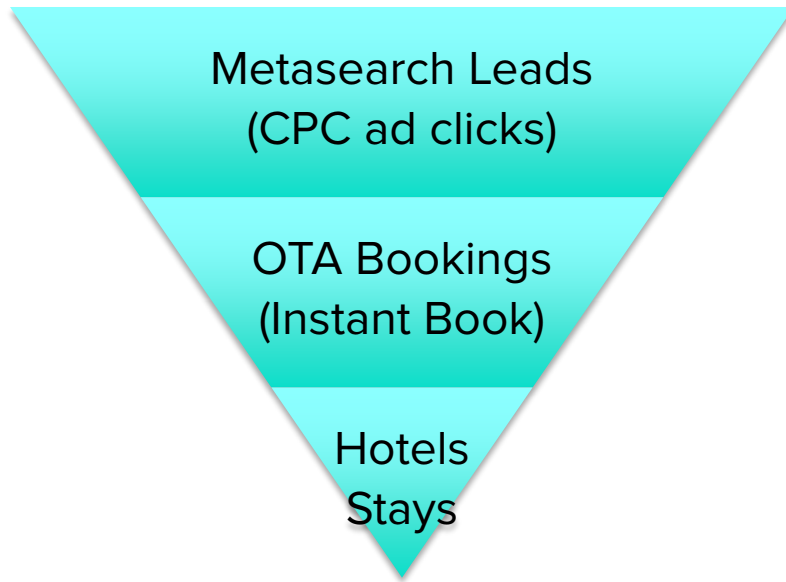 Metasearch Leads
(CPC ad clicks)
OTA Bookings
(Instant Book)
Hotels
Stays